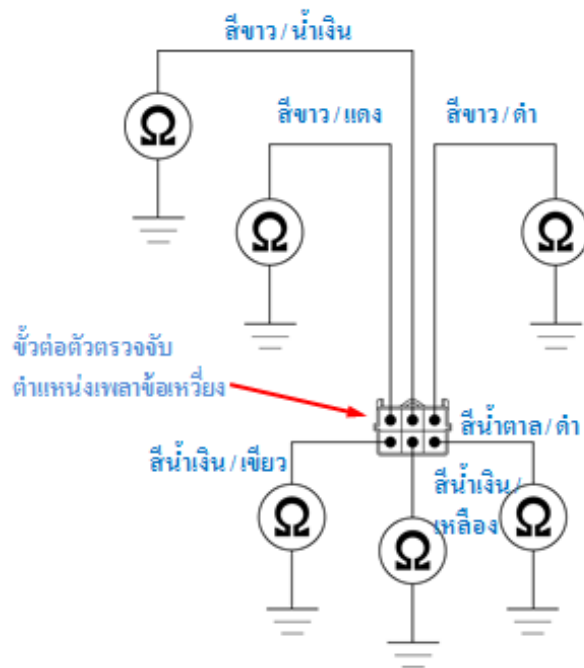 สีขาว / น้ำเงิน
สีขาว / แดง
สีขาว / ดำ
Ω
Ω
Ω
ขั้วต่อตัวตรวจจับ
ตำแหน่งเพลาข้อเหวี่ยง
สีน้ำตาล / ดำ
สีน้ำเงิน / เขียว
สีน้ำเงิน /
เหลือง
Ω
Ω
Ω